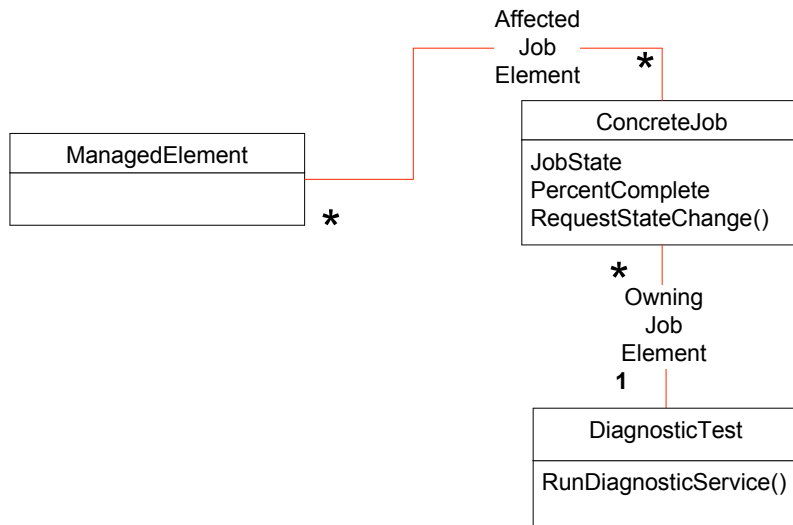 Affected
Job
Element
*
ManagedElement
*
ConcreteJob
JobState
PercentComplete
RequestStateChange()
*
Owning
Job
Element
1
DiagnosticTest
RunDiagnosticService()